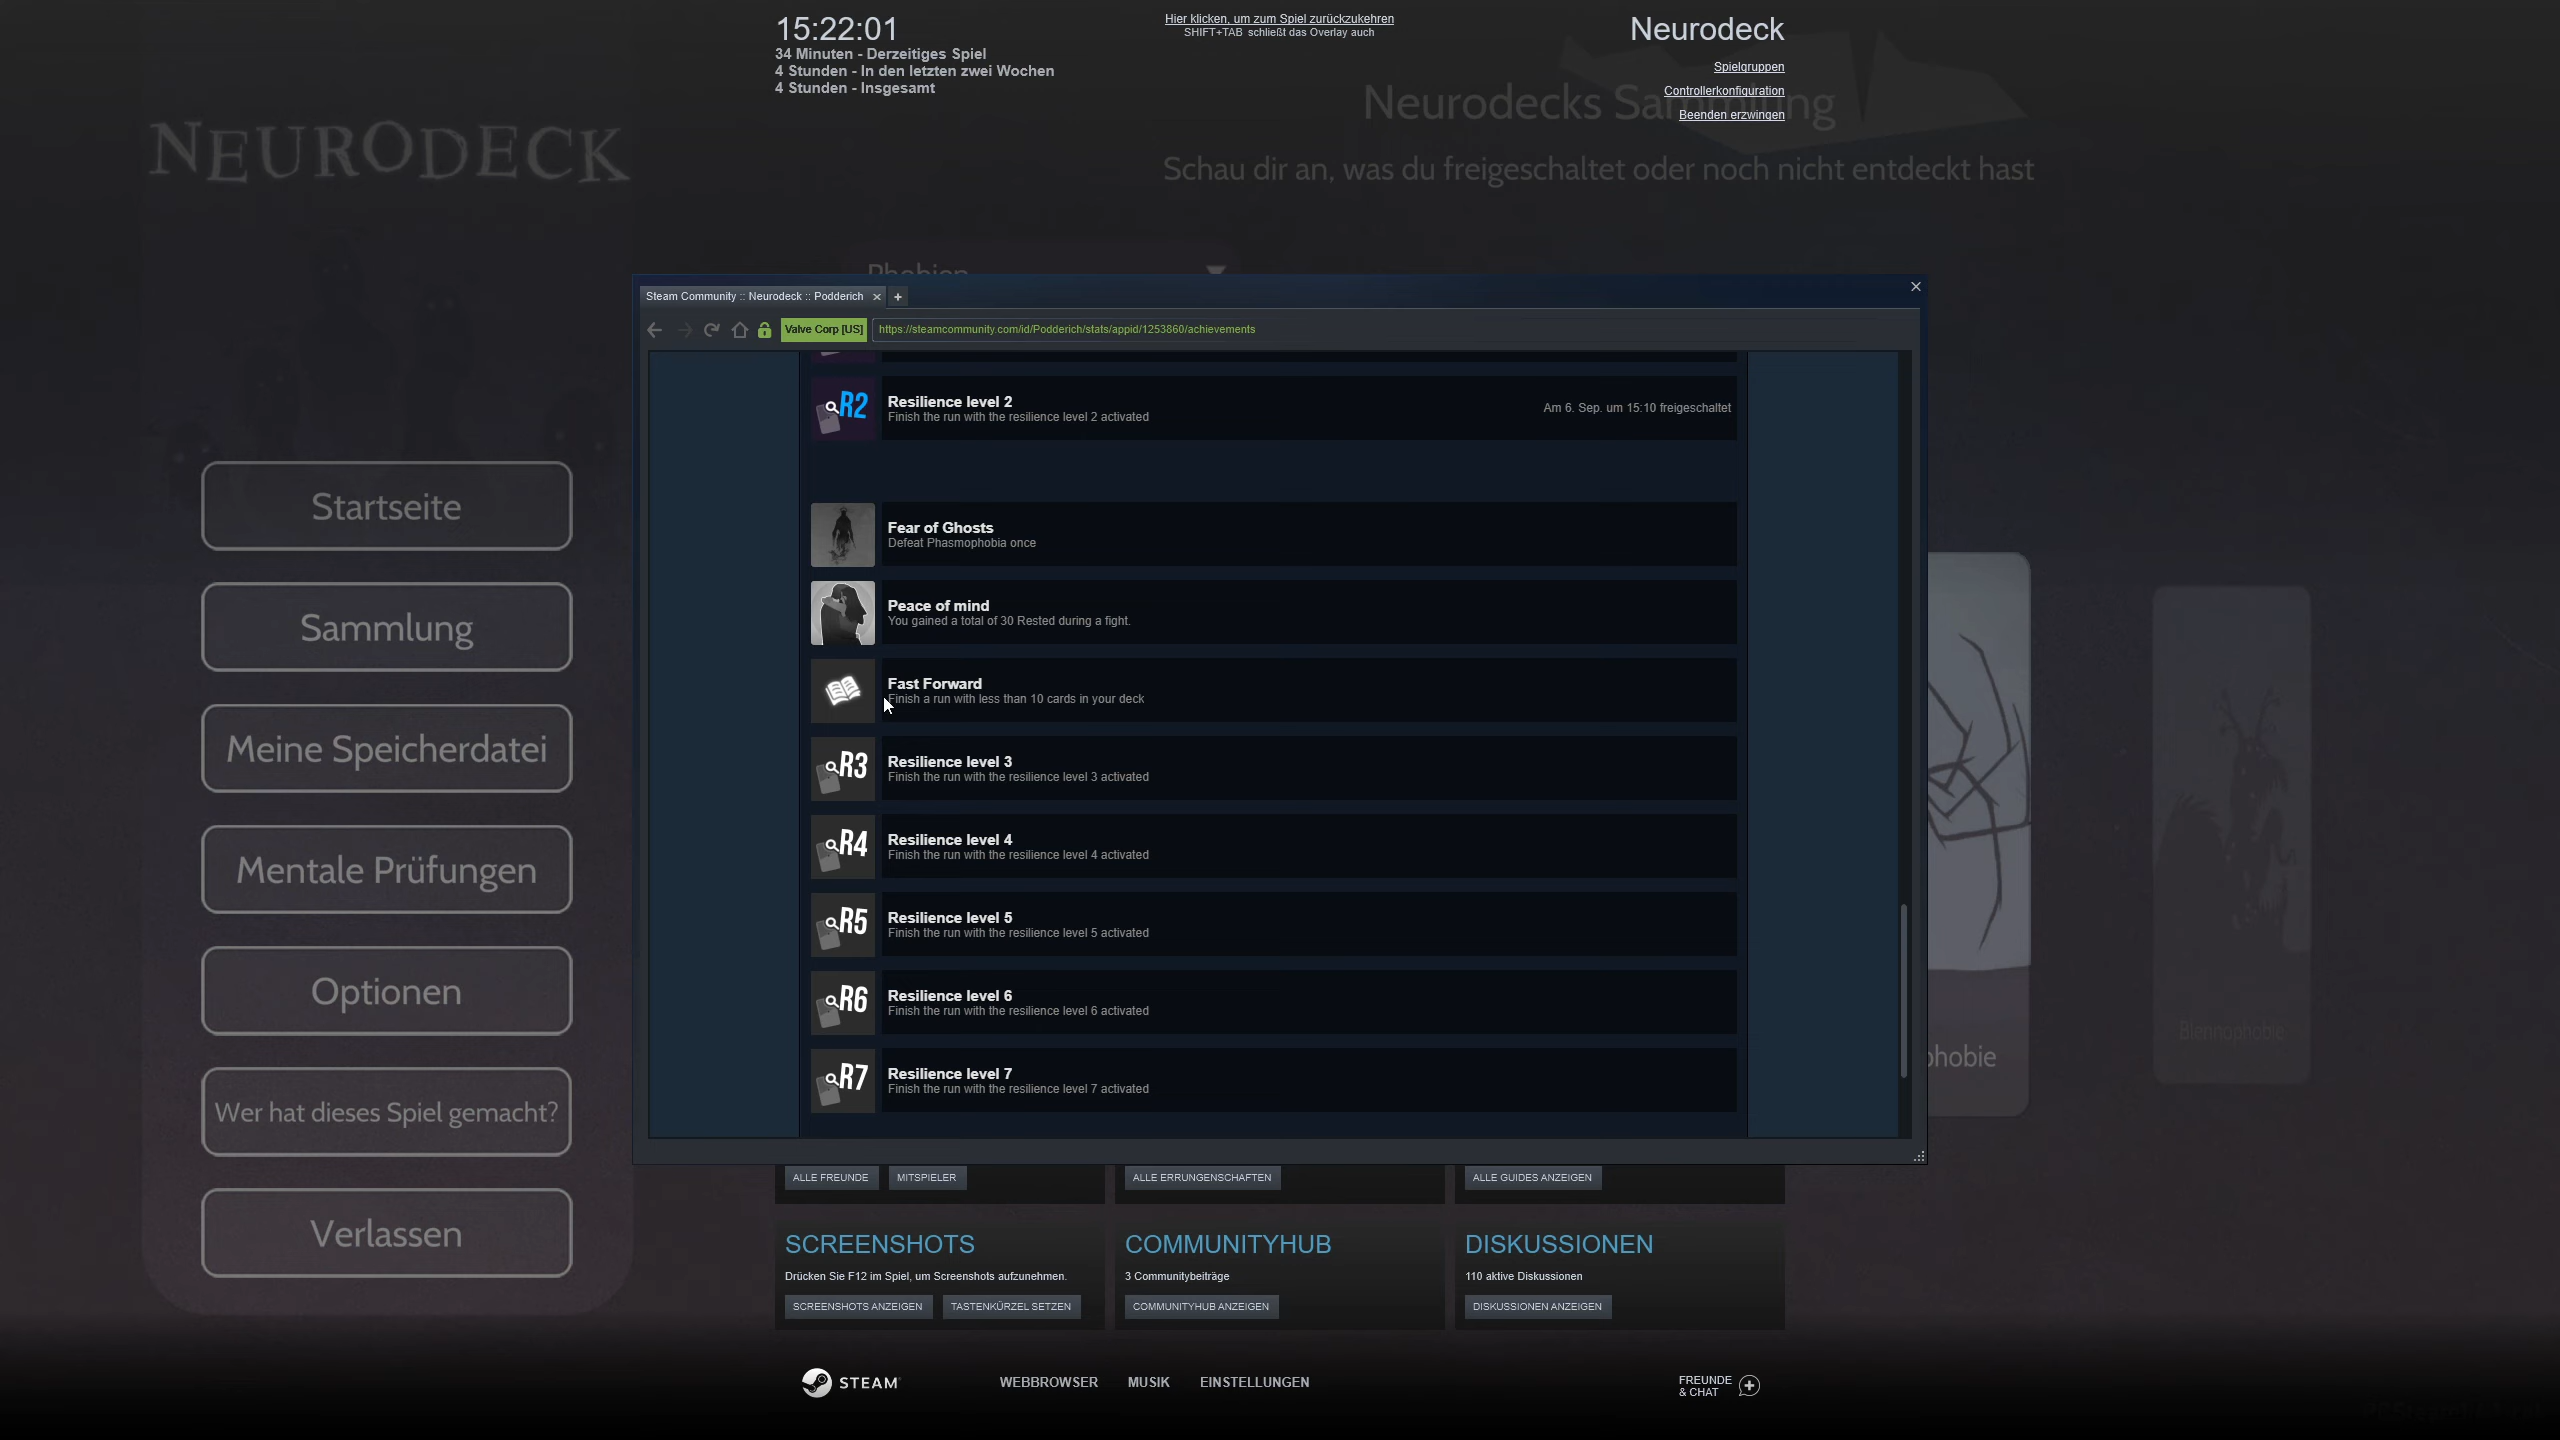 15:22:01
34 Minuten - Derzeitiges Spiel
4 Stunden - In den letzten zwei Wochen
4 Stunden - Insgesamt
Hier klicken, um zum Spiel zurückzukehren
SHIFT+TAB schließt das Overlay auch
Neurodeck
Spielgruppen
Controllerkonfiguration
Beenden erzwingen
NEURODECK
Neurodecks Sammlung
Schau dir an, was du freigeschaltet oder noch nicht entdeckt hast
Phobien
Startseite
Sammlung
Meine Speicherdatei
Mentale Prüfungen
Optionen
Wer hat dieses Spiel gemacht?
Verlassen
Steam Community :: Neurodeck :: Podderich
Valve Corp [US]
https://steamcommunity.com/id/Podderich/stats/appid/1253860/achievements
R2
Resilience level 2
Finish the run with the resilience level 2 activated
Am 6. Sep. um 15:10 freigeschaltet
Fear of Ghosts
Defeat Phasmophobia once
Peace of mind
You gained a total of 30 Rested during a fight.
Fast Forward
Finish a run with less than 10 cards in your deck
R3
Resilience level 3
Finish the run with the resilience level 3 activated
R4
Resilience level 4
Finish the run with the resilience level 4 activated
R5
Resilience level 5
Finish the run with the resilience level 5 activated
R6
Resilience level 6
Finish the run with the resilience level 6 activated
R7
Resilience level 7
Finish the run with the resilience level 7 activated
phobie
Blennophobie
ALLE FREUNDE
MITSPIELER
ALLE ERRUNGENSCHAFTEN
ALLE GUIDES ANZEIGEN
SCREENSHOTS
Drücken Sie F12 im Spiel, um Screenshots aufzunehmen.
SCREENSHOTS ANZEIGEN
TASTENKÜRZEL SETZEN
COMMUNITYHUB
3 Communitybeiträge
COMMUNITYHUB ANZEIGEN
DISKUSSIONEN
110 aktive Diskussionen
DISKUSSIONEN ANZEIGEN
STEAM
WEBBROWSER
MUSIK
EINSTELLUNGEN
FREUNDE
& CHAT